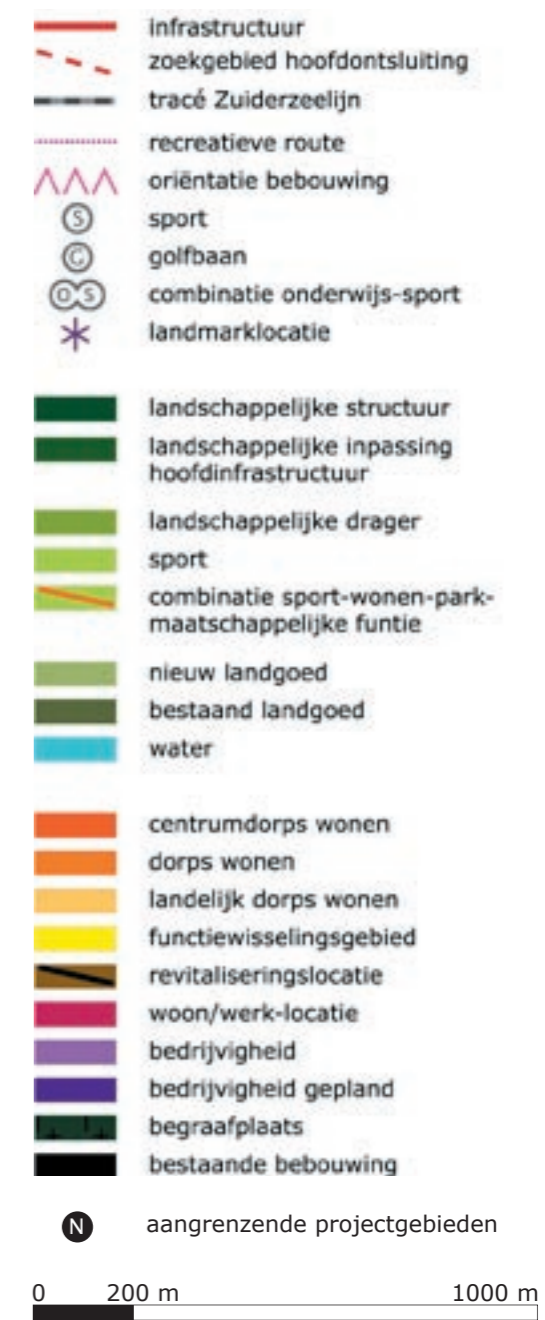 infrastructuur
zoekgebied hoofdontsluiting
tracé Zuiderzeelijn
recreatieve route
oriëntatie bebouwing
S sport
G golfbaan
OS combinatie onderwijs-sport
landmarklocatie
landschappelijke structuur
landschappelijke inpassing
hoofdinfrastructuur
landschappelijke drager
sport
combinatie sport-wonen-park-
maatschappelijke funtie
nieuw landgoed
bestaand landgoed
water
centrumdorps wonen
dorps wonen
landelijk dorps wonen
functiewisselingsgebied
revitaliseringslocatie
woon/werk-locatie
bedrijvigheid
bedrijvigheid gepland
begraafplaats
bestaande bebouwing
N aangrenzende projectgebieden
0 200 m 1000 m